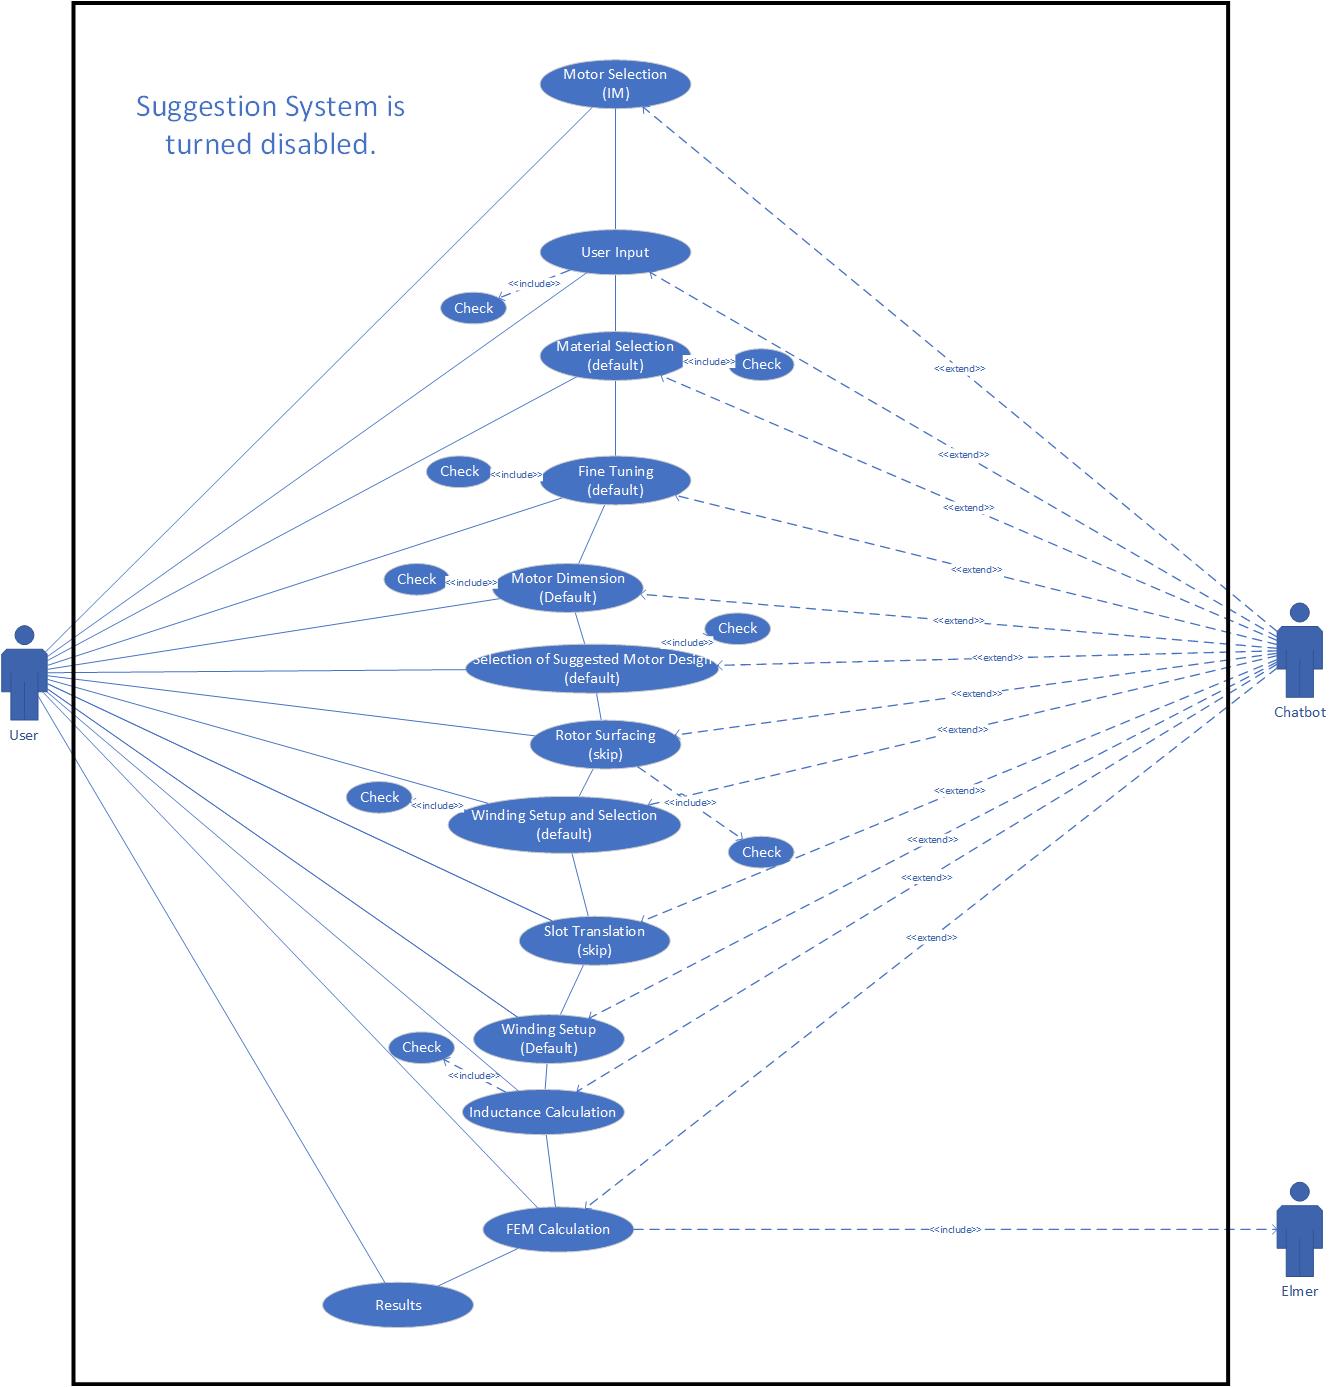 Motor Selection
(IM)
Suggestion System is
turned disabled.
User Input
<<include>>
Check
Material Selection
(default)
<<include>>
Check
<<extend>>
<<extend>>
Check
<<include>>
Fine Tuning
(default)
<<extend>>
<<extend>>
Check
<<include>>
Motor Dimension
(Default)
<<extend>>
Check
<<include>>
Selection of Suggested Motor Design
(default)
<<extend>>
<<extend>>
User
Chatbot
Rotor Surfacing
(skip)
<<extend>>
Check
<<include>>
Winding Setup and Selection
(default)
<<include>>
<<extend>>
Check
<<extend>>
<<extend>>
Slot Translation
(skip)
<<extend>>
Winding Setup
(Default)
Check
<<include>>
Inductance Calculation
FEM Calculation
<<include>>
Elmer
Results